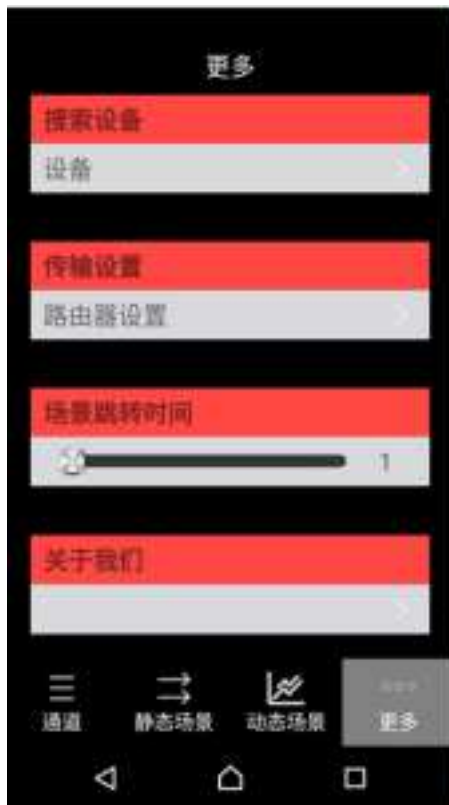 更多
搜索设备
设备
传输设置
路由器设置
场景跳转时间
1
关于我们
通道 静态场景 动态场景 更多